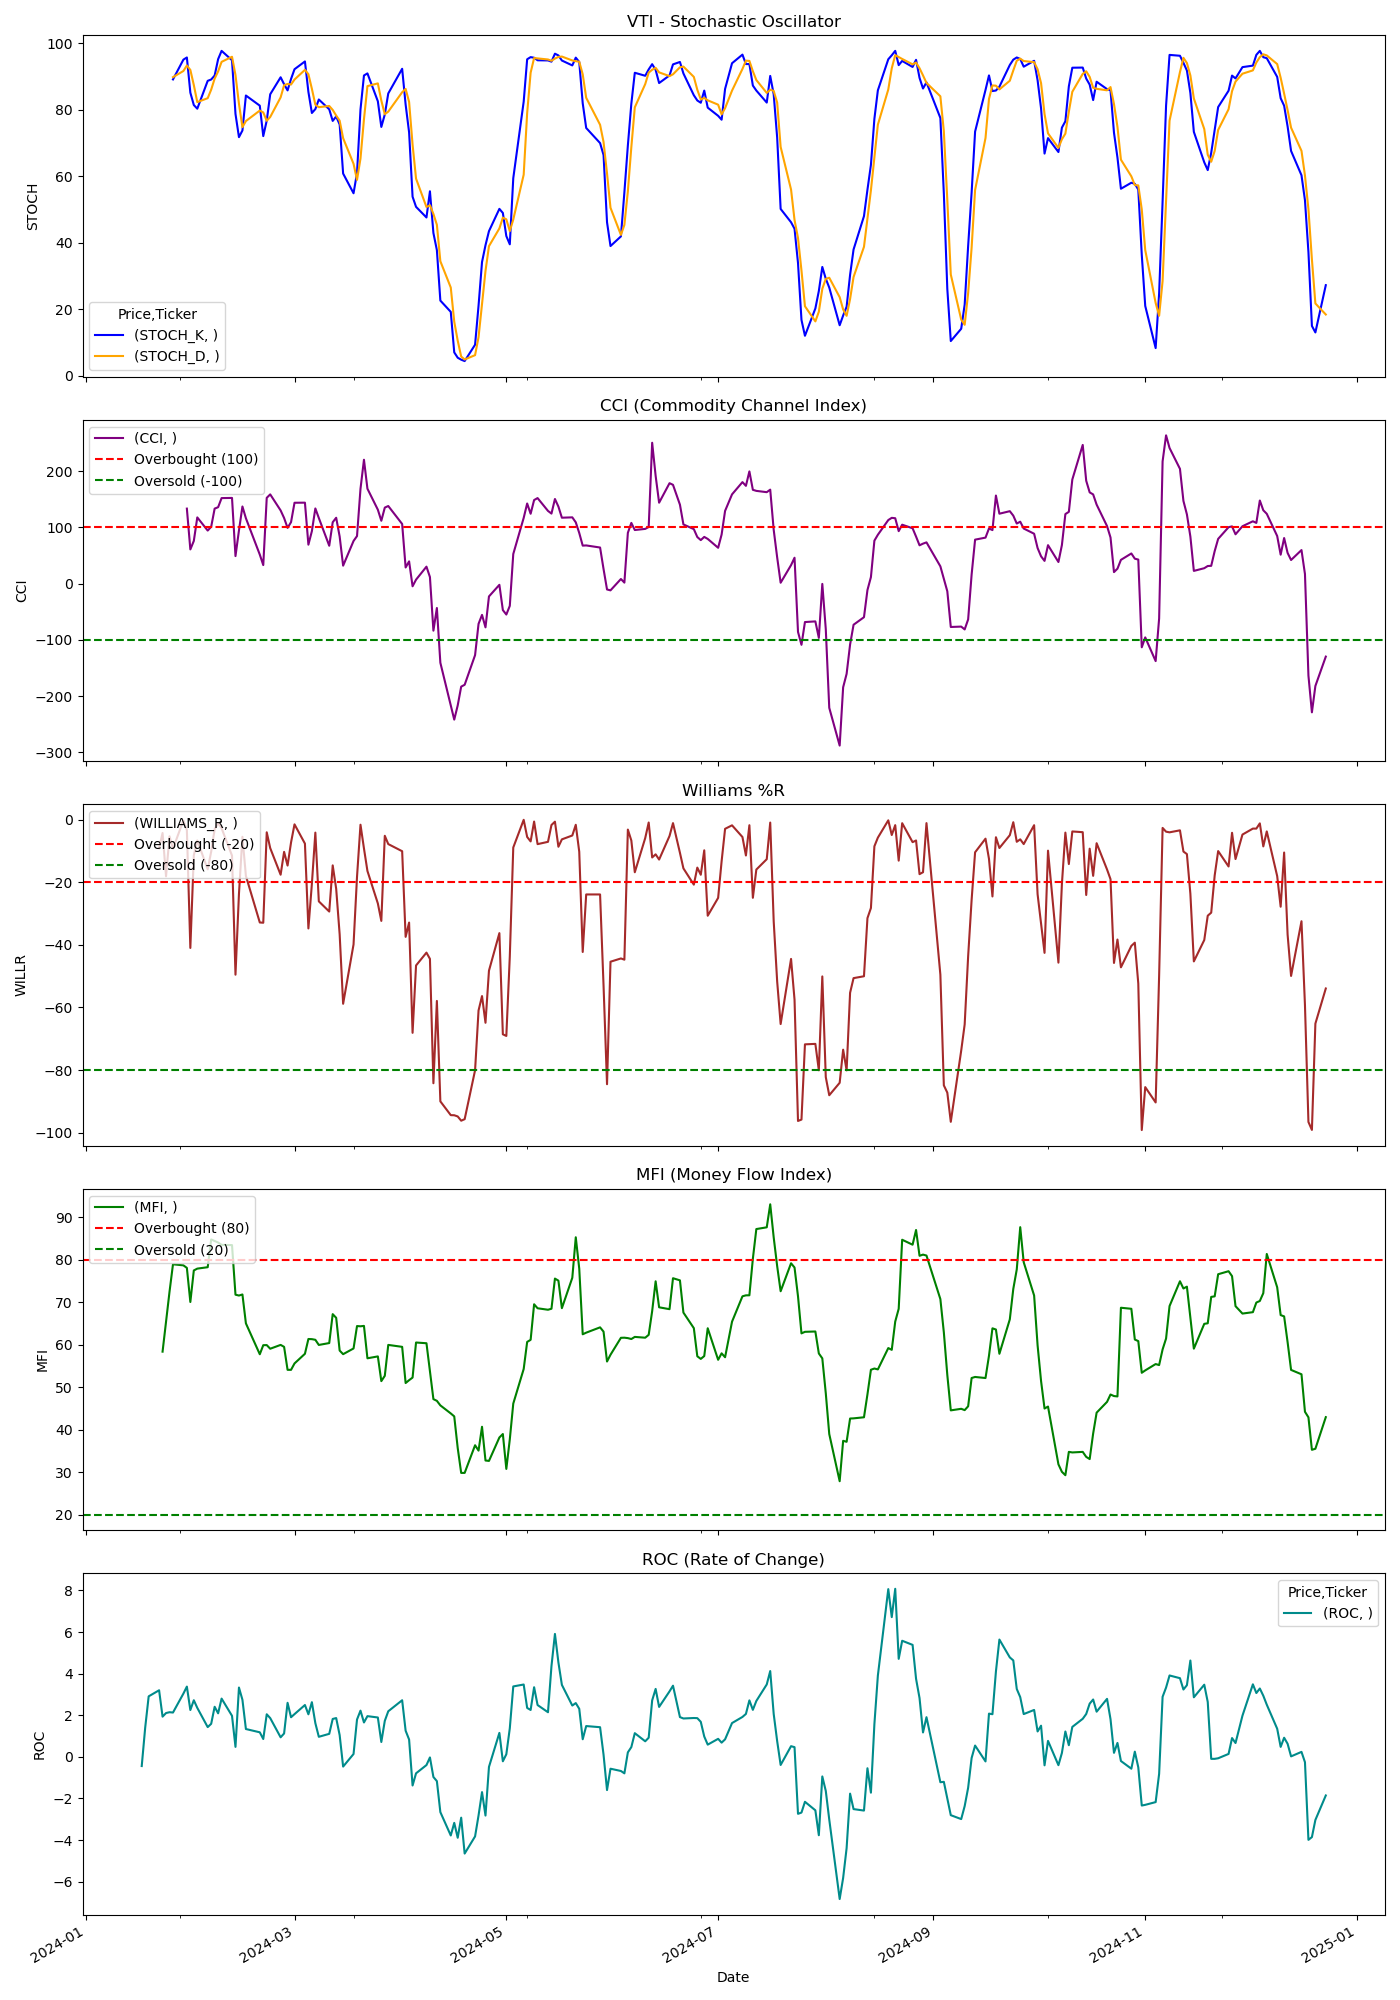 VTI - Stochastic Oscillator
100
80
60
40
20
0
STOCH
Price,Ticker
(STOCH_K, )
(STOCH_D, )
CCI (Commodity Channel Index)
(CCI, )
Overbought (100)
Oversold (-100)
200
100
0
−100
−200
−300
CCI
Williams %R
(WILLIAMS_R, )
Overbought (-20)
Oversold (-80)
0
−20
−40
−60
−80
−100
WILLR
MFI (Money Flow Index)
(MFI, )
Overbought (80)
Oversold (20)
90
80
70
60
50
40
30
20
MFI
ROC (Rate of Change)
Price,Ticker
(ROC, )
8
6
4
2
0
−2
−4
−6
ROC
2024-01
2024-03
2024-05
2024-07
2024-09
2024-11
2025-01
Date